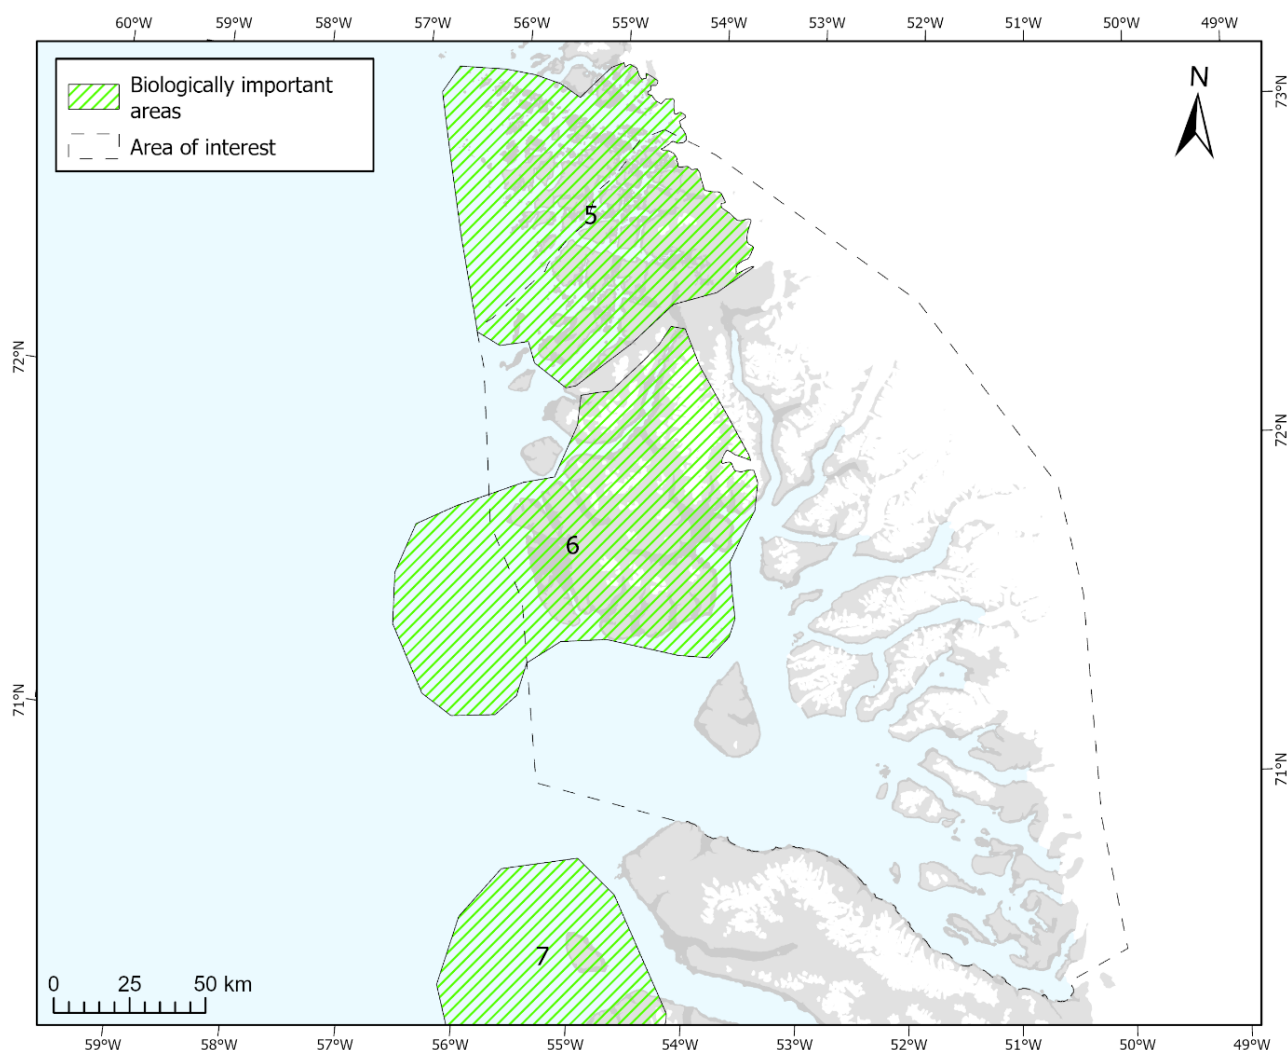 60°W 59°W 58°W 57°W 56°W 55°W 54°W 53°W 52°W 51°W 50°W 49°W
Biologically important
areas
Area of interest
N
73°N
5
72°N
72°N
6
71°N
71°N
7
0 25 50 km
59°W 58°W 57°W 56°W 55°W 54°W 53°W 52°W 51°W 50°W 49°W